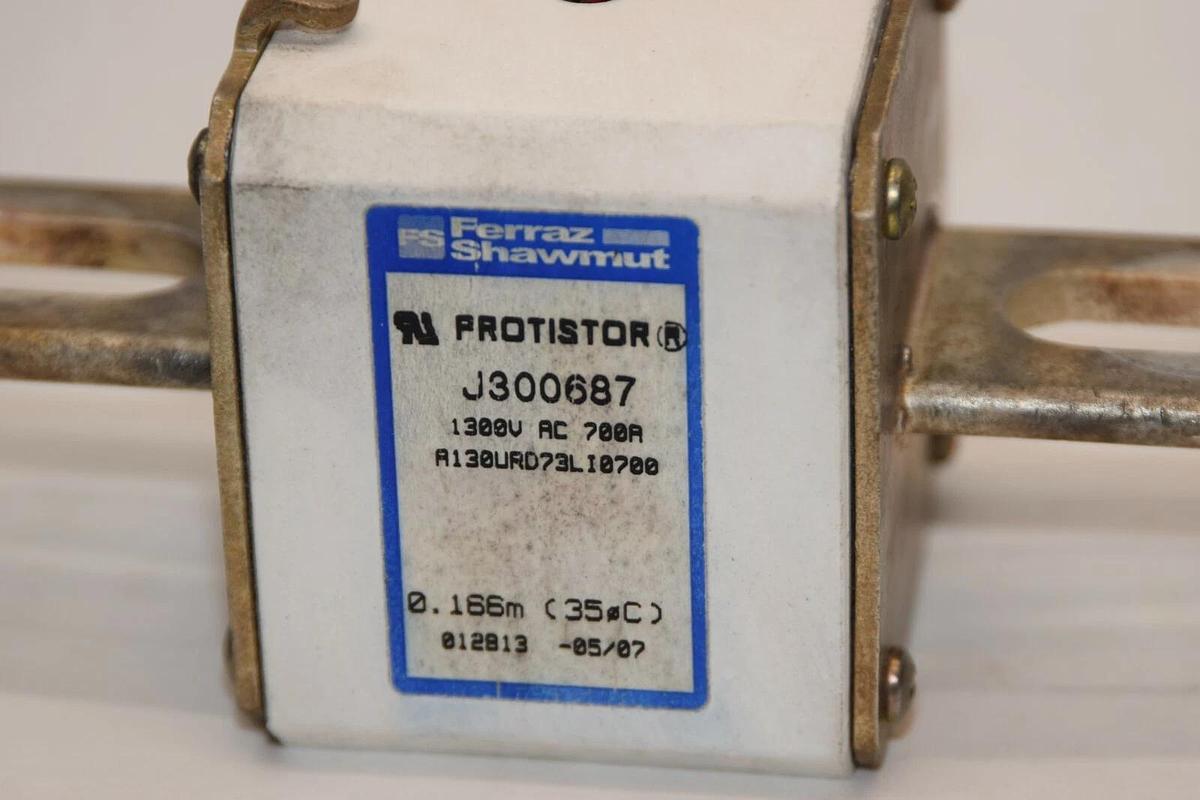 FS Ferraz
Shawmut
PROTISTOR®
J300687
1300V AC 700A
A130URD73LI0700
0.166m (35øC)
012813 -05/07